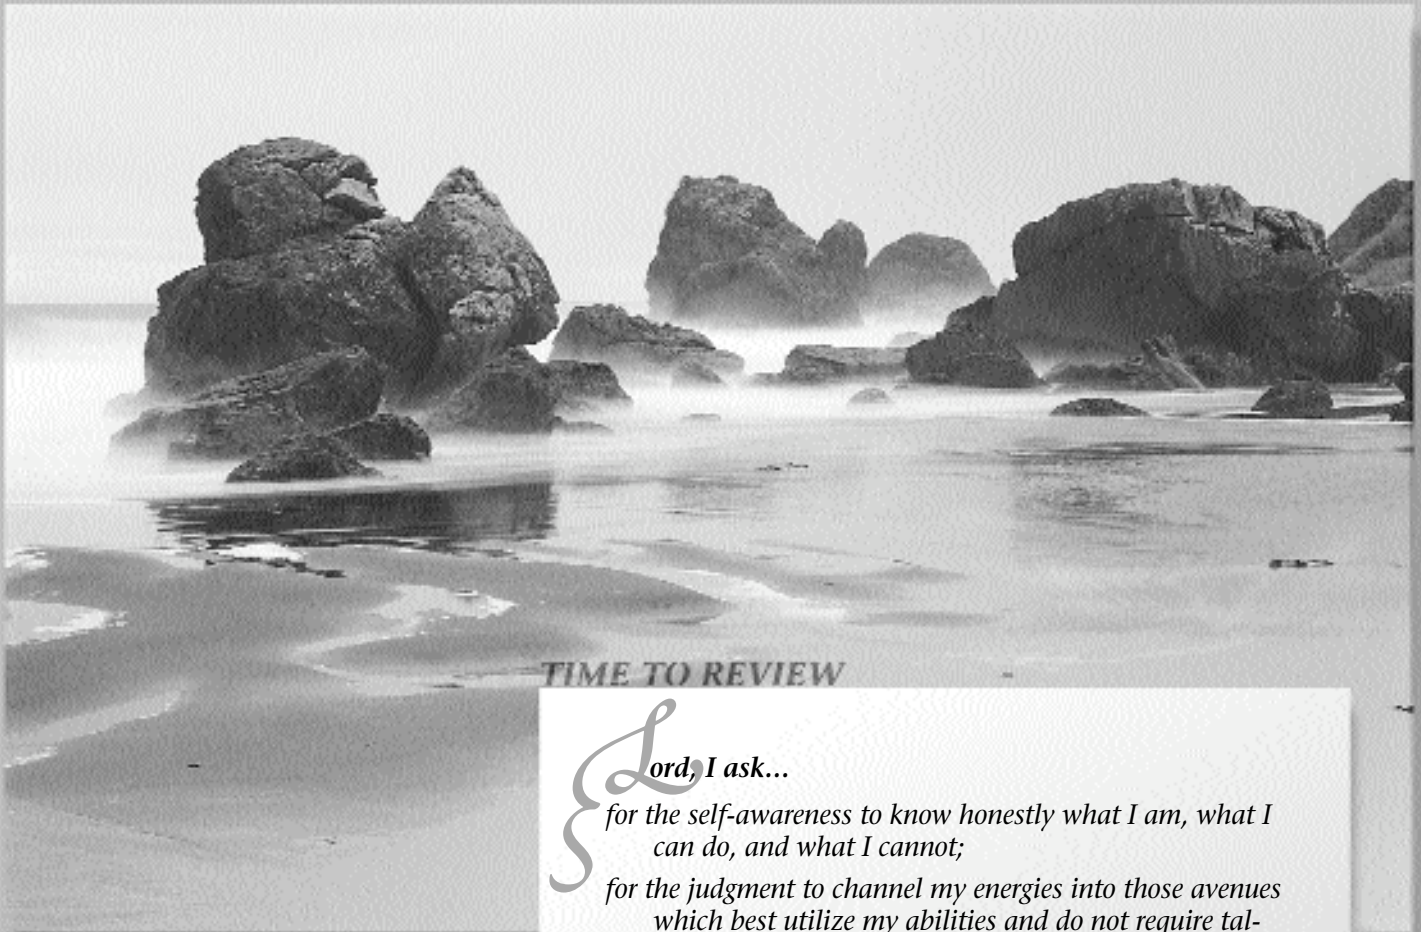 TIME TO REVIEW
Lord, I ask…
for the self-awareness to know honestly what I am, what I
can do, and what I cannot;
for the judgment to channel my energies into those avenues
which best utilize my abilities and do not require tal-